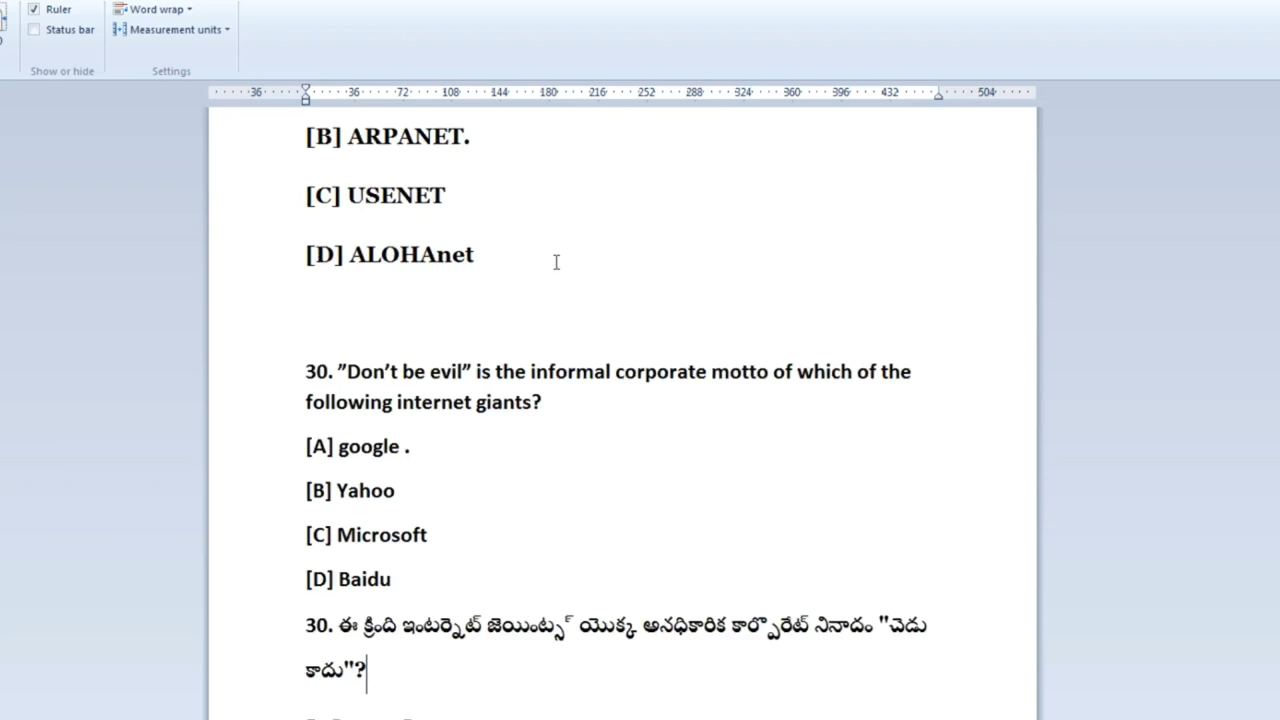 Ruler
Word wrap
Status bar
Measurement units
Show or hide
Settings
36 36 72 108 144 180 216 252 288 324 360 396 432 504
[B] ARPANET.
[C] USENET
[D] ALOHAnet
30. ”Don’t be evil” is the informal corporate motto of which of the
following internet giants?
[A] google .
[B] Yahoo
[C] Microsoft
[D] Baidu
30. ఈ క్రింది ఇంటర్నెట్ జెయింట్స్ యొక్క అనధికారిక కార్పొరేట్ నినాదం "చెడు
కాదు"?